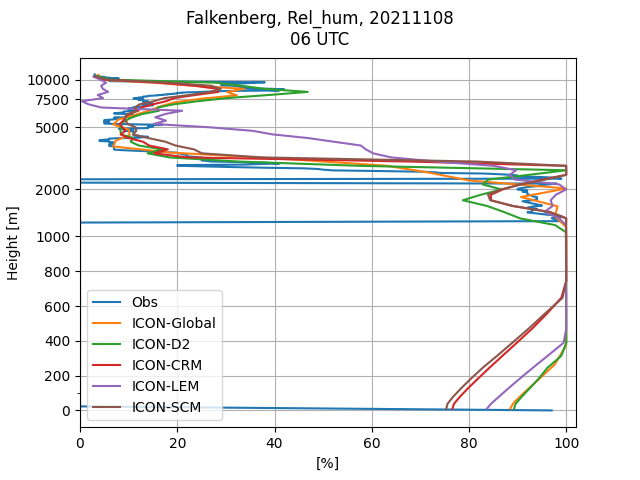 Falkenberg, Rel_hum, 20211108
06 UTC
Height [m]
10000
7500
5000
2000
1000
800
600
400
200
0
Obs
ICON-Global
ICON-D2
ICON-CRM
ICON-LEM
ICON-SCM
0 20 40 60 80 100
[%]